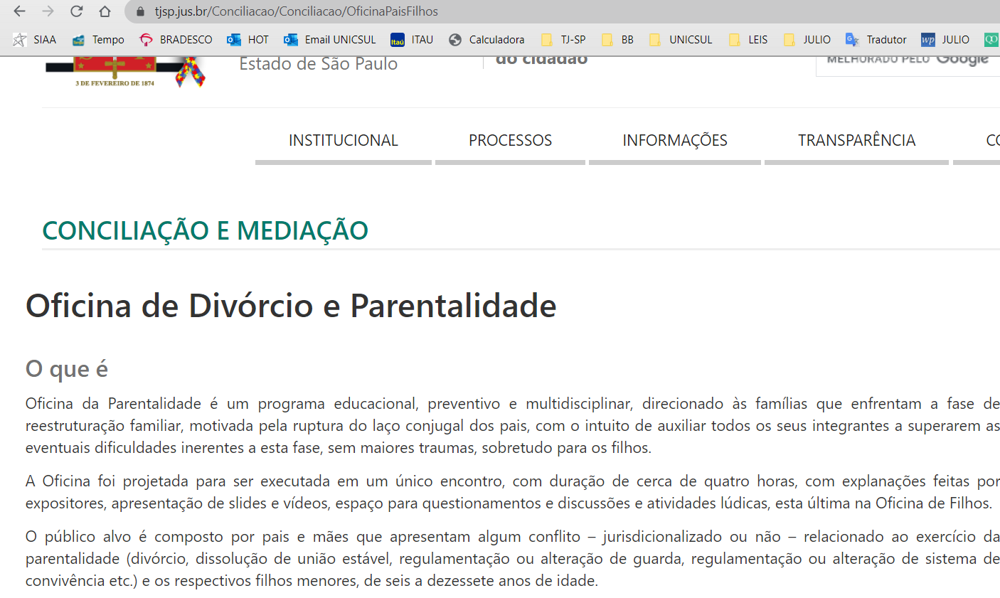 tjsp.jus.br/Conciliacao/Conciliacao/OficinaPaisFilhos
SIAA Tempo BRADESCO HOT Email UNICSUL Itaú ITAU Calculadora TJ-SP BB UNICSUL LEIS JULIO Tradutor wp JULIO
Estado de São Paulo do cidadão MELHORADO PELO Google
3 DE FEVEREIRO DE 1874
INSTITUCIONAL PROCESSOS INFORMAÇÕES TRANSPARÊNCIA
CONCILIAÇÃO E MEDIAÇÃO
Oficina de Divórcio e Parentalidade
O que é
Oficina da Parentalidade é um programa educacional, preventivo e multidisciplinar, direcionado às famílias que enfrentam a fase de
reestruturação familiar, motivada pela ruptura do laço conjugal dos pais, com o intuito de auxiliar todos os seus integrantes a superarem as
eventuais dificuldades inerentes a esta fase, sem maiores traumas, sobretudo para os filhos.
A Oficina foi projetada para ser executada em um único encontro, com duração de cerca de quatro horas, com explanações feitas por
expositores, apresentação de slides e vídeos, espaço para questionamentos e discussões e atividades lúdicas, esta última na Oficina de Filhos.
O público alvo é composto por pais e mães que apresentam algum conflito – jurisdicionalizado ou não – relacionado ao exercício da
parentalidade (divórcio, dissolução de união estável, regulamentação ou alteração de guarda, regulamentação ou alteração de sistema de
convivência etc.) e os respectivos filhos menores, de seis a dezessete anos de idade.